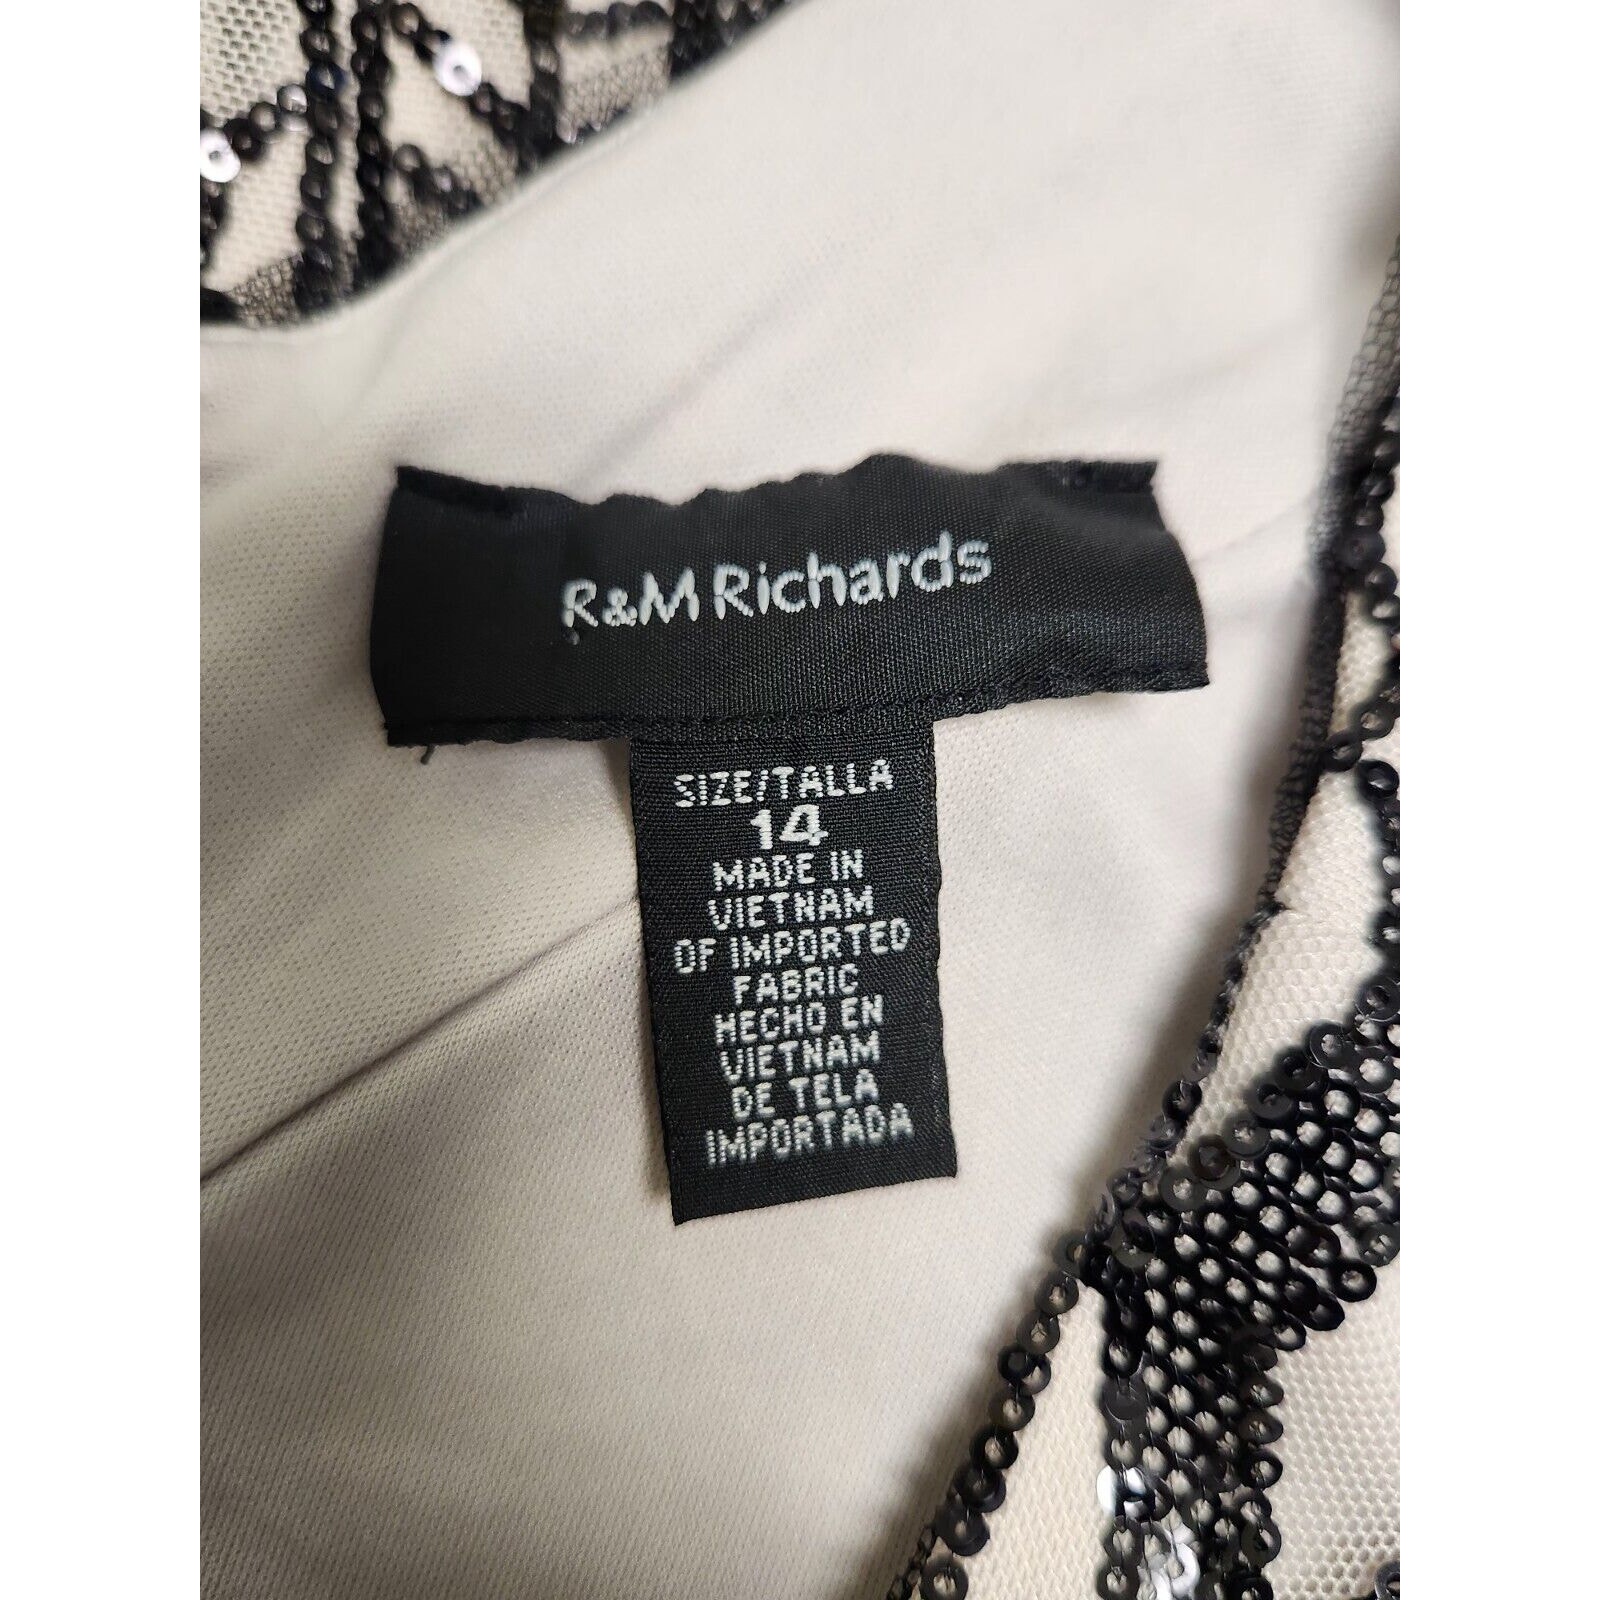 R&M Richards
SIZE/TALLA
14
MADE IN
VIETNAM
OF IMPORTED
FABRIC
HECHO EN
VIETNAM
DE TELA
IMPORTADA